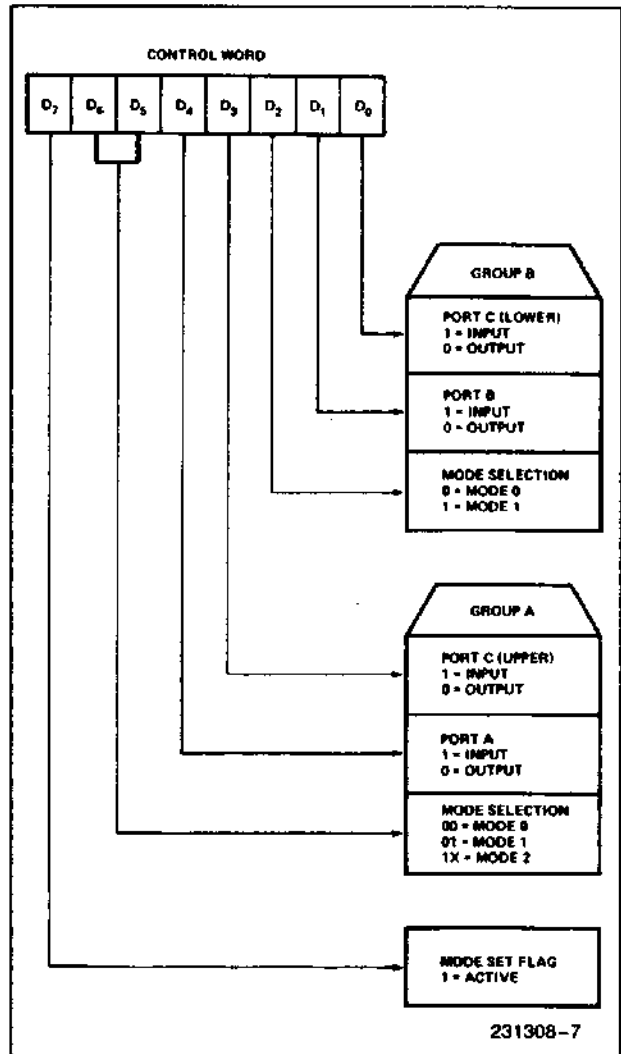 CONTROL WORD
D7 D6 D5 D4 D3 D2 D1 D0
GROUP B
PORT C (LOWER)
1 = INPUT
0 = OUTPUT
PORT B
1 = INPUT
0 = OUTPUT
MODE SELECTION
0 = MODE 0
1 = MODE 1
GROUP A
PORT C (UPPER)
1 = INPUT
0 = OUTPUT
PORT A
1 = INPUT
0 = OUTPUT
MODE SELECTION
00 = MODE 0
01 = MODE 1
1X = MODE 2
MODE SET FLAG
1 = ACTIVE
231308-7